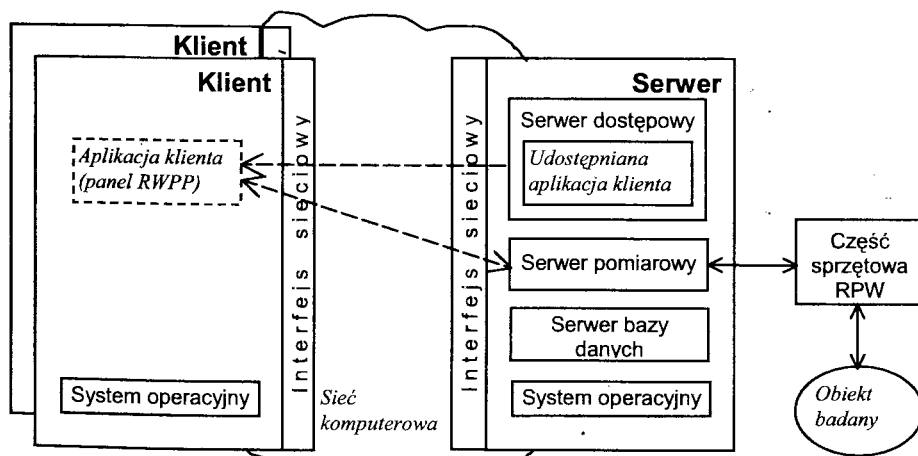 Klient
Klient
Aplikacja klienta
(panel RWPP)
System operacyjny
Interfejs sieciowy
Sieć
komputerowa
Interfejs sieciowy
Serwer
Serwer dostępowy
Udostępniana
aplikacja klienta
Serwer pomiarowy
Serwer bazy
danych
System operacyjny
Część
sprzętowa
RPW
Obiekt
badany